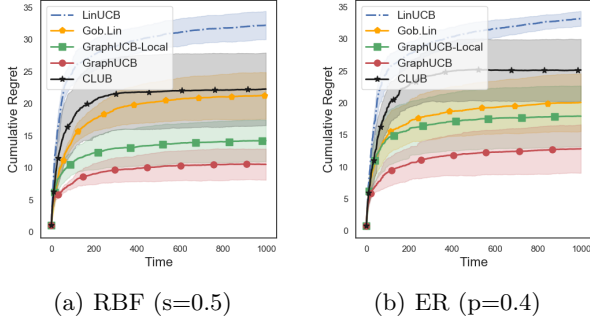 LinUCB
Gob.Lin
GraphUCB-Local
GraphUCB
CLUB
Cumulative Regret
35
30
25
20
15
10
5
0
0 200 400 600 800 1000
Time
(a) RBF (s=0.5)
LinUCB
Gob.Lin
GraphUCB-Local
GraphUCB
CLUB
Cumulative Regret
35
30
25
20
15
10
5
0
0 200 400 600 800 1000
Time
(b) ER (p=0.4)